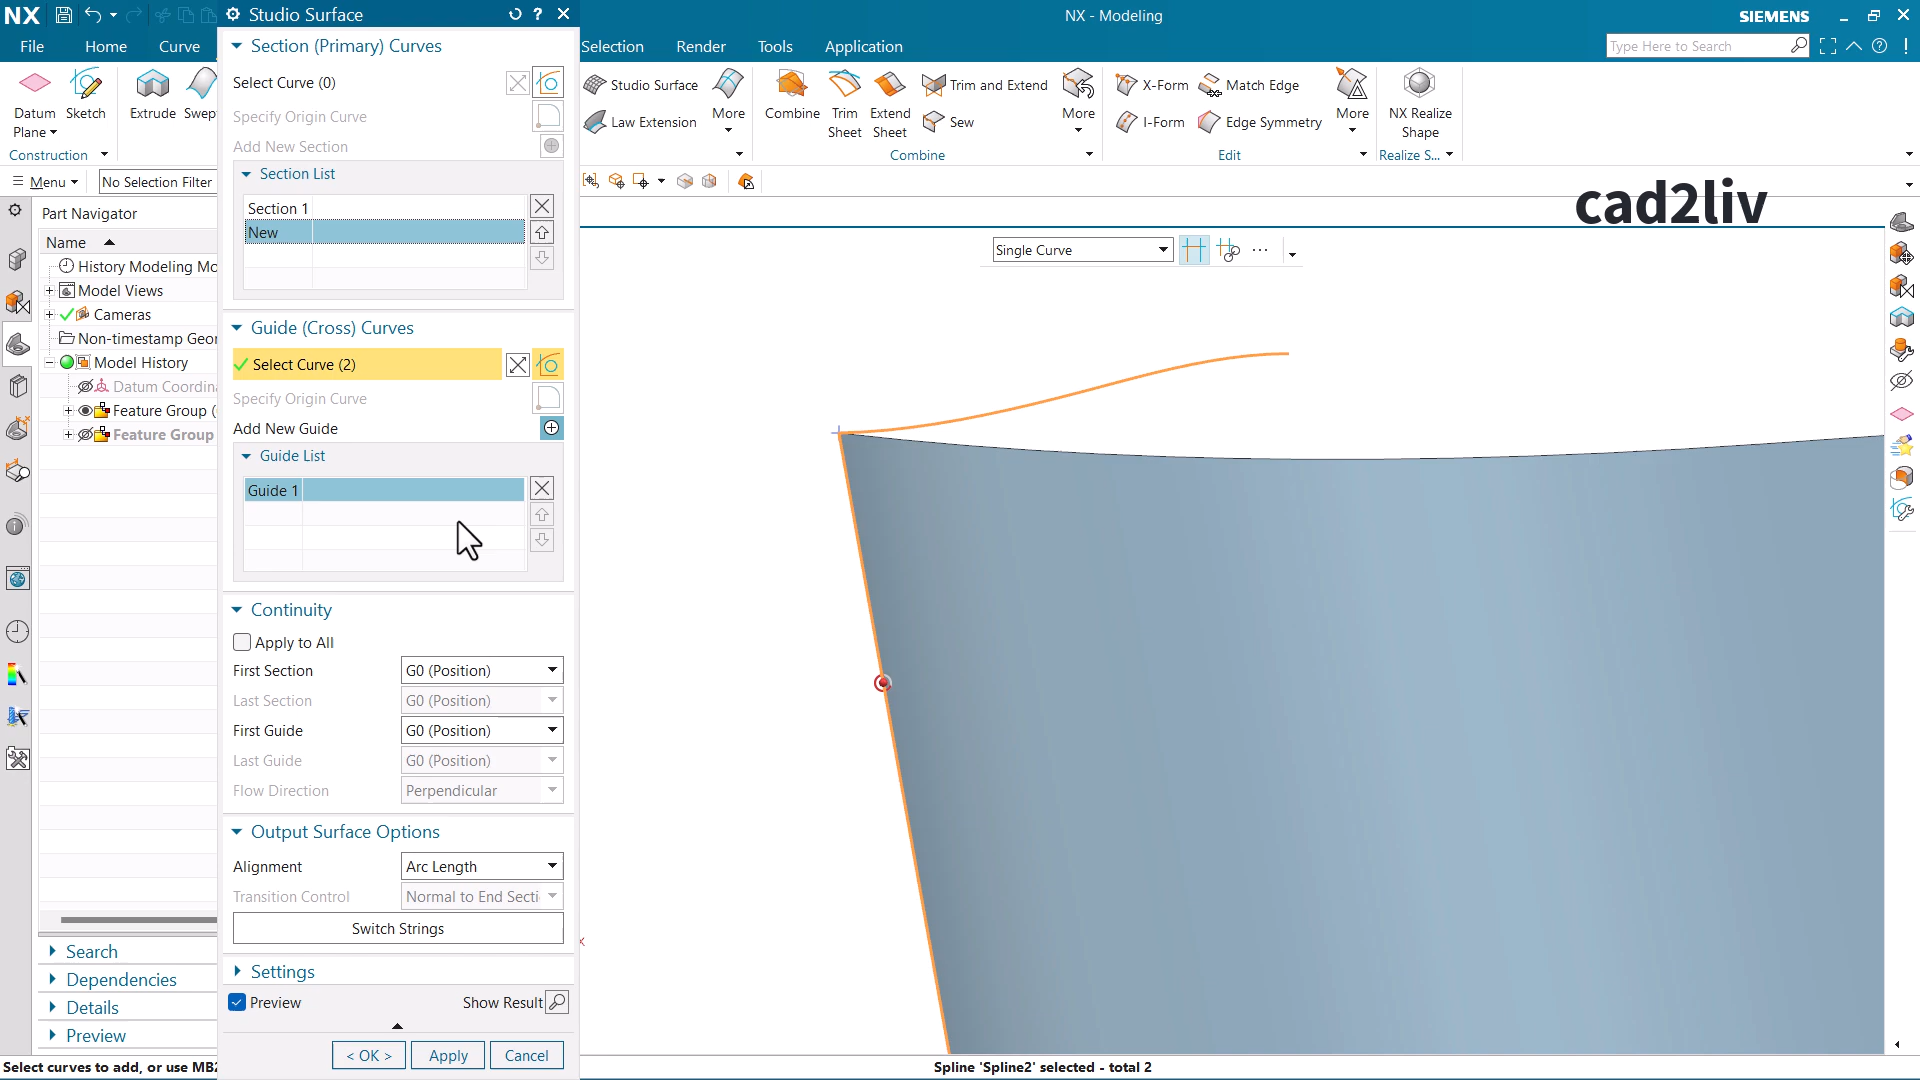 NX
Studio Surface
NX - Modeling
SIEMENS
File
Home
Curve
Selection
Render
Tools
Application
Type Here to Search
Datum
Plane
Sketch
Extrude
Swep
Studio Surface
Law Extension
More
Combine
Trim
Sheet
Extend
Sheet
Trim and Extend
Sew
More
X-Form
I-Form
Match Edge
Edge Symmetry
More
NX Realize
Shape
Construction
Combine
Edit
Realize S...
Menu
No Selection Filter
cad2liv
Single Curve
Part Navigator
Name
History Modeling Mo
Model Views
Cameras
Non-timestamp Geor
Model History
Datum Coordina
Feature Group (
Feature Group
Search
Dependencies
Details
Preview
Section (Primary) Curves
Select Curve (0)
Specify Origin Curve
Add New Section
Section List
Section 1
New
Guide (Cross) Curves
Select Curve (2)
Specify Origin Curve
Add New Guide
Guide List
Guide 1
Continuity
Apply to All
First Section
G0 (Position)
Last Section
G0 (Position)
First Guide
G0 (Position)
Last Guide
G0 (Position)
Flow Direction
Perpendicular
Output Surface Options
Alignment
Arc Length
Transition Control
Normal to End Secti
Switch Strings
Settings
Preview
Show Result
< OK >
Apply
Cancel
Select curves to add, or use MB2
Spline 'Spline2' selected - total 2